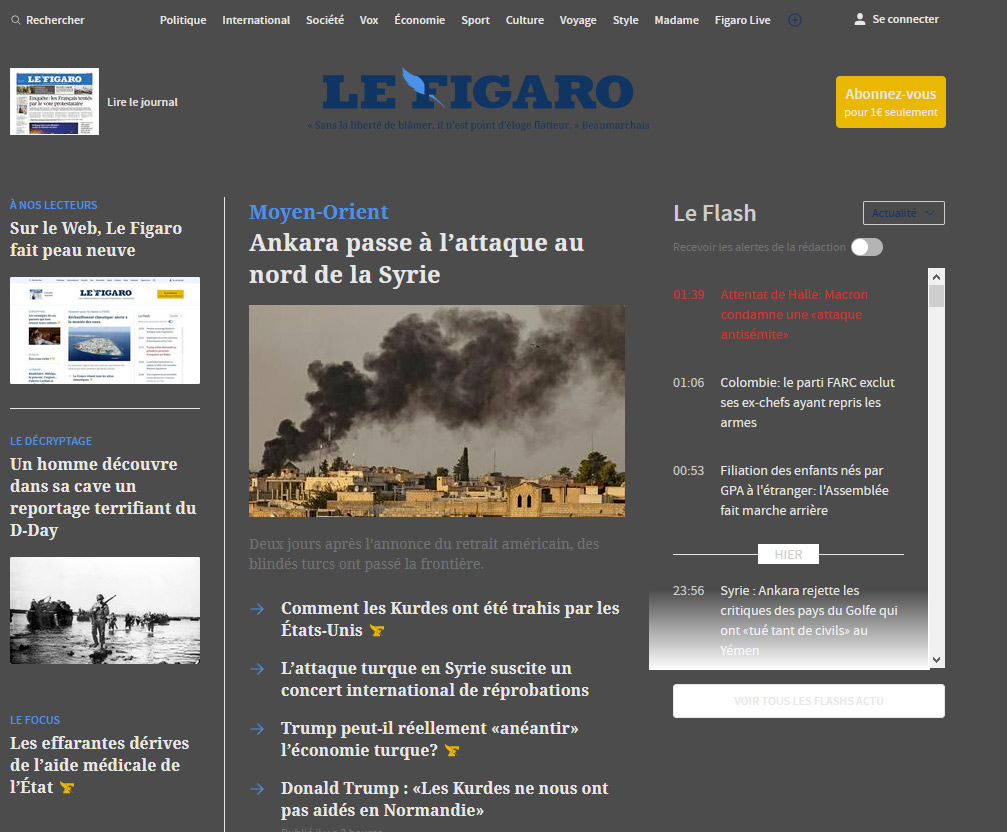 Rechercher
Politique International Société Vox Économie Sport Culture Voyage Style Madame Figaro Live
Se connecter
LE FIGARO
Lire le journal
LE FIGARO
« Sans la liberté de blâmer, il n'est point d'éloge flatteur. » Beaumarchais
Abonnez-vous
pour 1€ seulement
À NOS LECTEURS
Sur le Web, Le Figaro
fait peau neuve
LE FIGARO
LE DÉCRYPTAGE
Un homme découvre
dans sa cave un
reportage terrifiant du
D-Day
LE FOCUS
Les effarantes dérives
de l'aide médicale de
l'État
Moyen-Orient
Ankara passe à l'attaque au
nord de la Syrie
Deux jours après l'annonce du retrait américain, des
blindés turcs ont passé la frontière.
Comment les Kurdes ont été trahis par les
États-Unis
L'attaque turque en Syrie suscite un
concert international de réprobations
Trump peut-il réellement «anéantir»
l'économie turque?
Donald Trump : «Les Kurdes ne nous ont
pas aidés en Normandie»
Le Flash
Actualité
Recevoir les alertes de la rédaction
01:39 Attentat de Halle: Macron
condamne une «attaque
antisémite»
01:06 Colombie: le parti FARC exclut
ses ex-chefs ayant repris les
armes
00:53 Filiation des enfants nés par
GPA à l'étranger: l'Assemblée
fait marche arrière
HIER
23:56 Syrie : Ankara rejette les
critiques des pays du Golfe qui
ont «tué tant de civils» au
Yémen
VOIR TOUS LES FLASHS ACTU